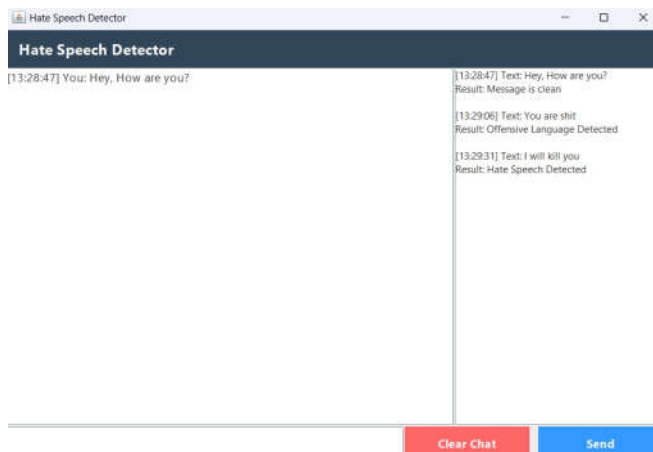 Hate Speech Detector
Hate Speech Detector
[13:28:47] You: Hey, How are you?
[13:28:47] Text: Hey, How are you?
Result: Message is clean
[13:29:06] Text: You are shit
Result: Offensive Language Detected
[13:29:31] Text: I will kill you
Result: Hate Speech Detected
Clear Chat
Send